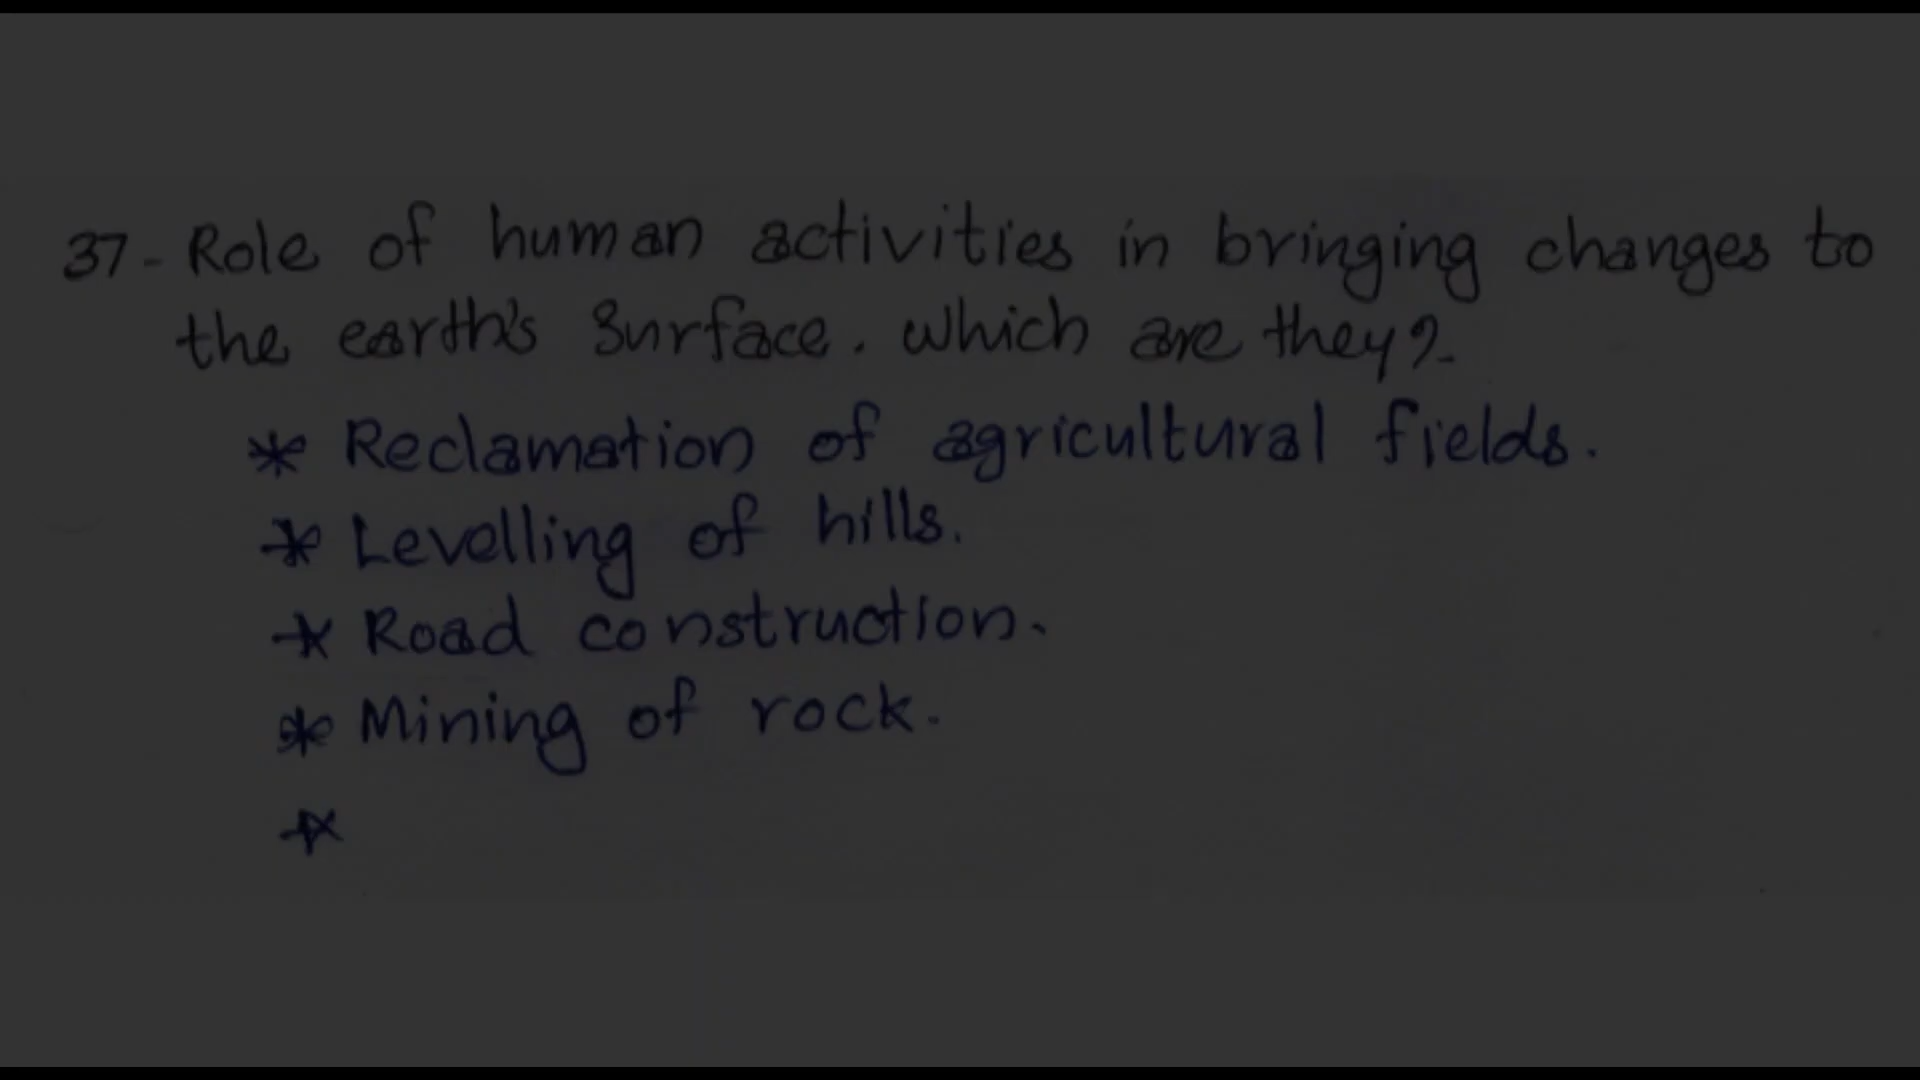 37- Role of human activities in bringing changes to
the earth's surface. which are they?
* Reclamation of agricultural fields.
* Levelling of hills.
* Road construction.
* Mining of rock.
*